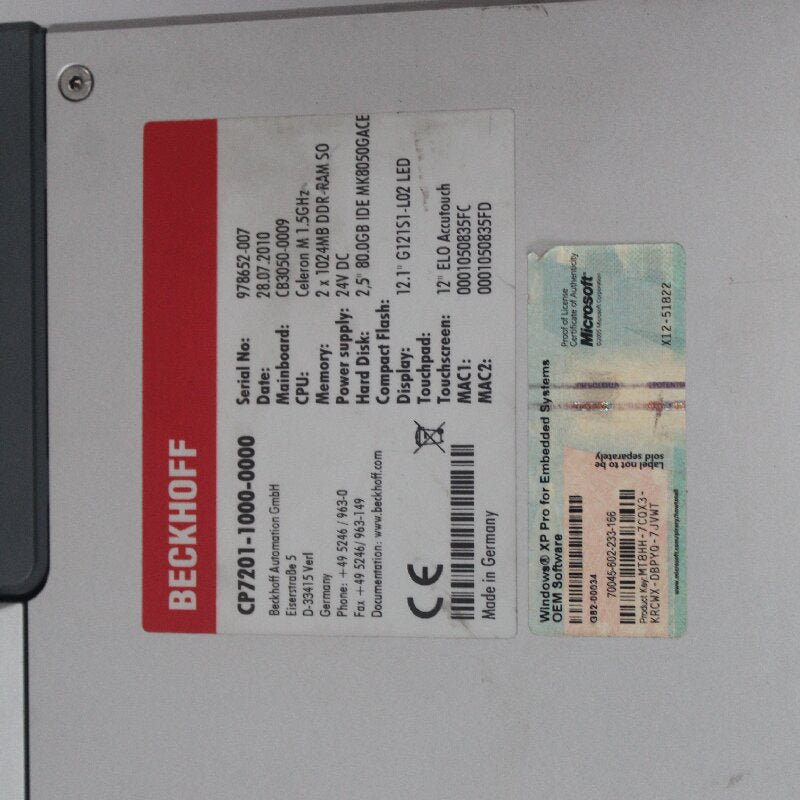 BECKHOFF
CP7201-1000-0000
Beckhoff Automation GmbH
Eiserstraße 5
D-33415 Verl
Germany
Phone: +49 5246 / 963-0
Fax +49 5246/ 963-149
Documentation: www.beckhoff.com
CE
Made in Germany
Serial No: 978652-007
Date: 28.07.2010
Mainboard: CB3050-0009
CPU: Celeron M 1.5GHz
Memory: 2 x 1024MB DDR-RAM SO
Power supply: 24V DC
Hard Disk: 2,5" 80.0GB IDE MK8050GACE
Compact Flash:
Display: 12.1" G121S1-L02 LED
Touchpad:
Touchscreen: 12" ELO Accutouch
MAC1: 0001050835FC
MAC2: 0001050835FD
Windows® XP Pro for Embedded Systems
OEM Software
G82-00034
70045-602-233-166
Product Key:
Label not to be
sold separately
Proof of License
Certificate of Authenticity
Microsoft®
©2005 Microsoft Corporation
X12-51822